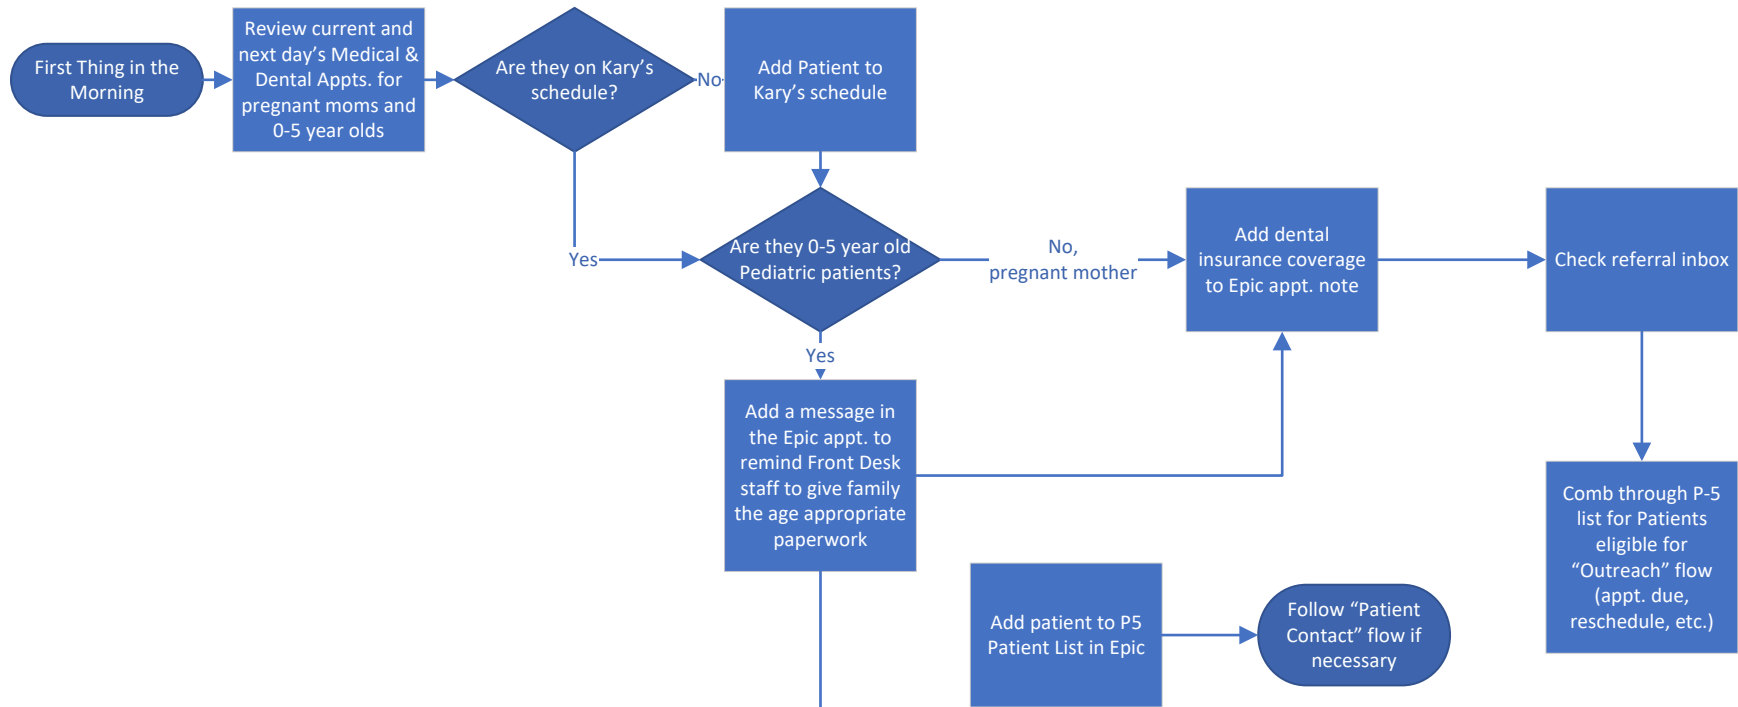 First Thing in the
Morning
Review current and
next day’s Medical &
Dental Appts. for
pregnant moms and
0-5 year olds
Are they on Kary’s
schedule?
No
Add Patient to
Kary’s schedule
Yes
Are they 0-5 year old
Pediatric patients?
No,
pregnant mother
Add dental
insurance coverage
to Epic appt. note
Check referral inbox
Yes
Add a message in
the Epic appt. to
remind Front Desk
staff to give family
the age appropriate
paperwork
Comb through P-5
list for Patients
eligible for
“Outreach” flow
(appt. due,
reschedule, etc.)
Add patient to P5
Patient List in Epic
Follow “Patient
Contact” flow if
necessary